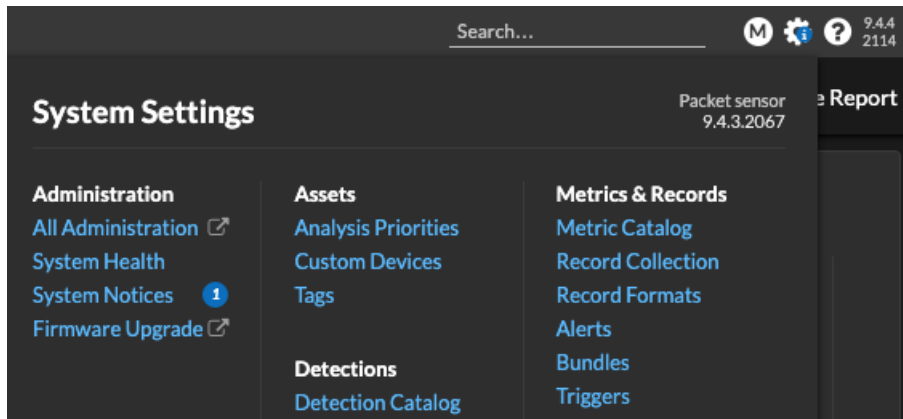 Search...
M
i
?
9.4.4
2114
System Settings
Packet sensor
9.4.3.2067
e Report
Administration
All Administration
System Health
System Notices 1
Firmware Upgrade
Assets
Analysis Priorities
Custom Devices
Tags
Detections
Detection Catalog
Metrics & Records
Metric Catalog
Record Collection
Record Formats
Alerts
Bundles
Triggers